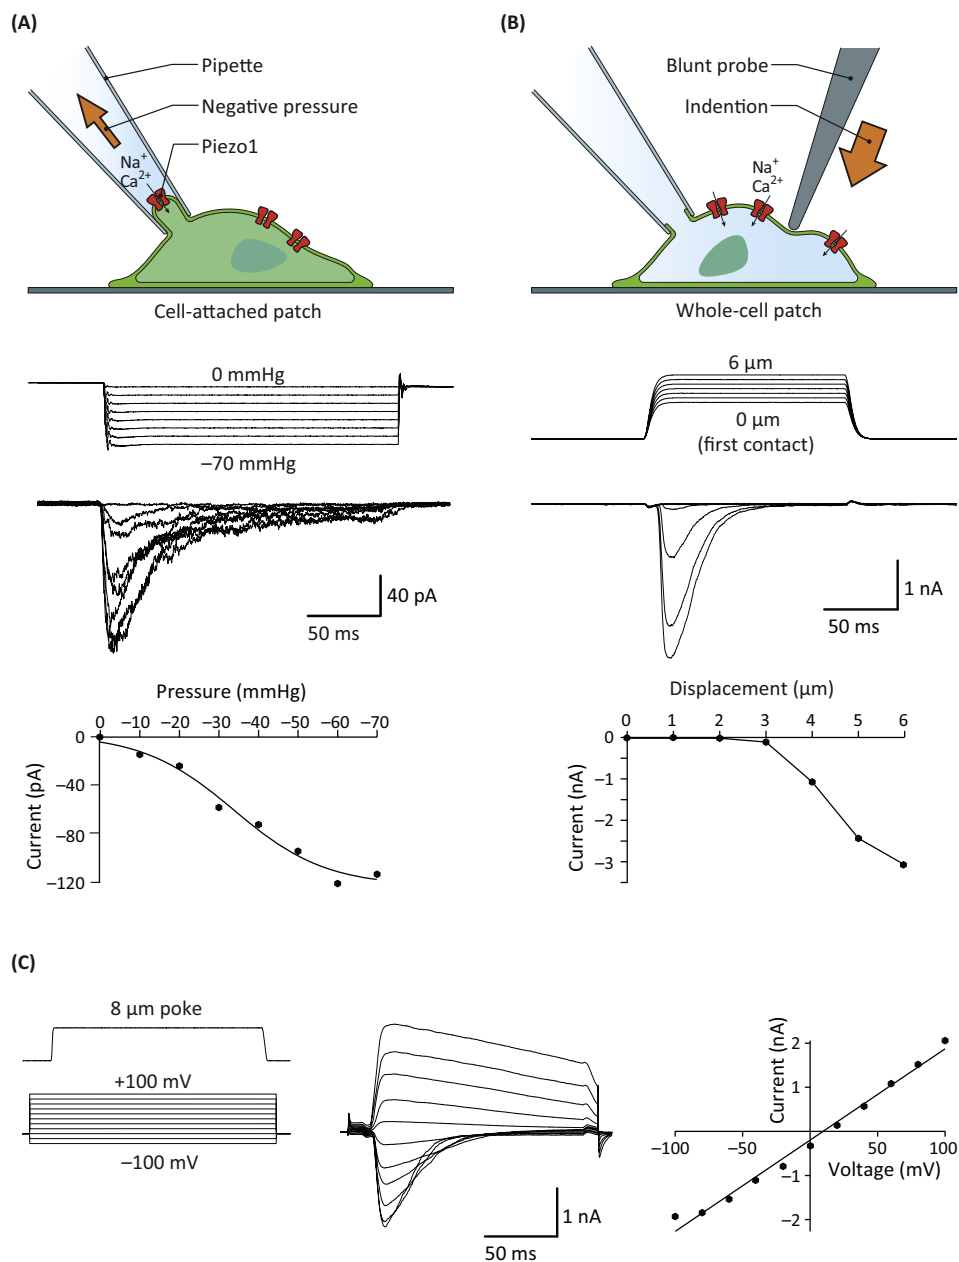 (A)
Pipette
Negative pressure
Piezo1
Na+
Ca2+
Cell-attached patch
0 mmHg
–70 mmHg
40 pA
50 ms
Pressure (mmHg)
0 –10 –20 –30 –40 –50 –60 –70
0
–40
–80
–120
Current (pA)
(B)
Blunt probe
Indention
Na+
Ca2+
Whole-cell patch
6 µm
0 µm
(first contact)
1 nA
50 ms
Displacement (µm)
0 1 2 3 4 5 6
0
–1
–2
–3
Current (nA)
(C)
8 µm poke
+100 mV
–100 mV
1 nA
50 ms
Current (nA)
2
1
–100 –50 0 50 100
Voltage (mV)
–1
–2